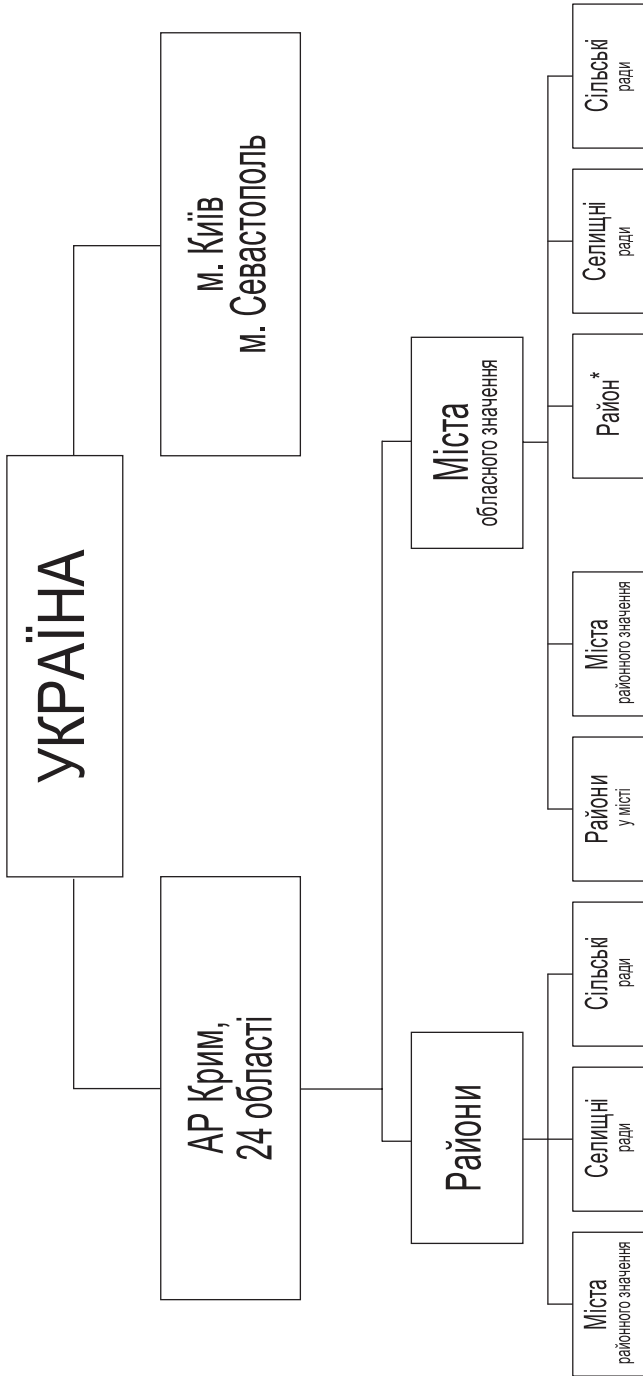 УКРАЇНА
АР Крим,
24 області
м. Київ
м. Севастополь
Райони
Міста
обласного значення
Міста
районного значення
Селищні
ради
Сільські
ради
Райони
у місті
Міста
районного значення
Район*
Селищні
ради
Сільські
ради